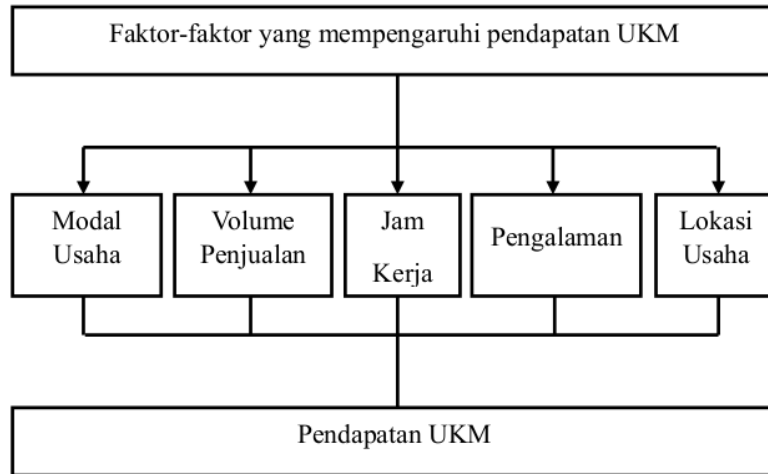 Faktor-faktor yang mempengaruhi pendapatan UKM
Modal
Usaha
Volume
Penjualan
Jam
Kerja
Pengalaman
Lokasi
Usaha
Pendapatan UKM